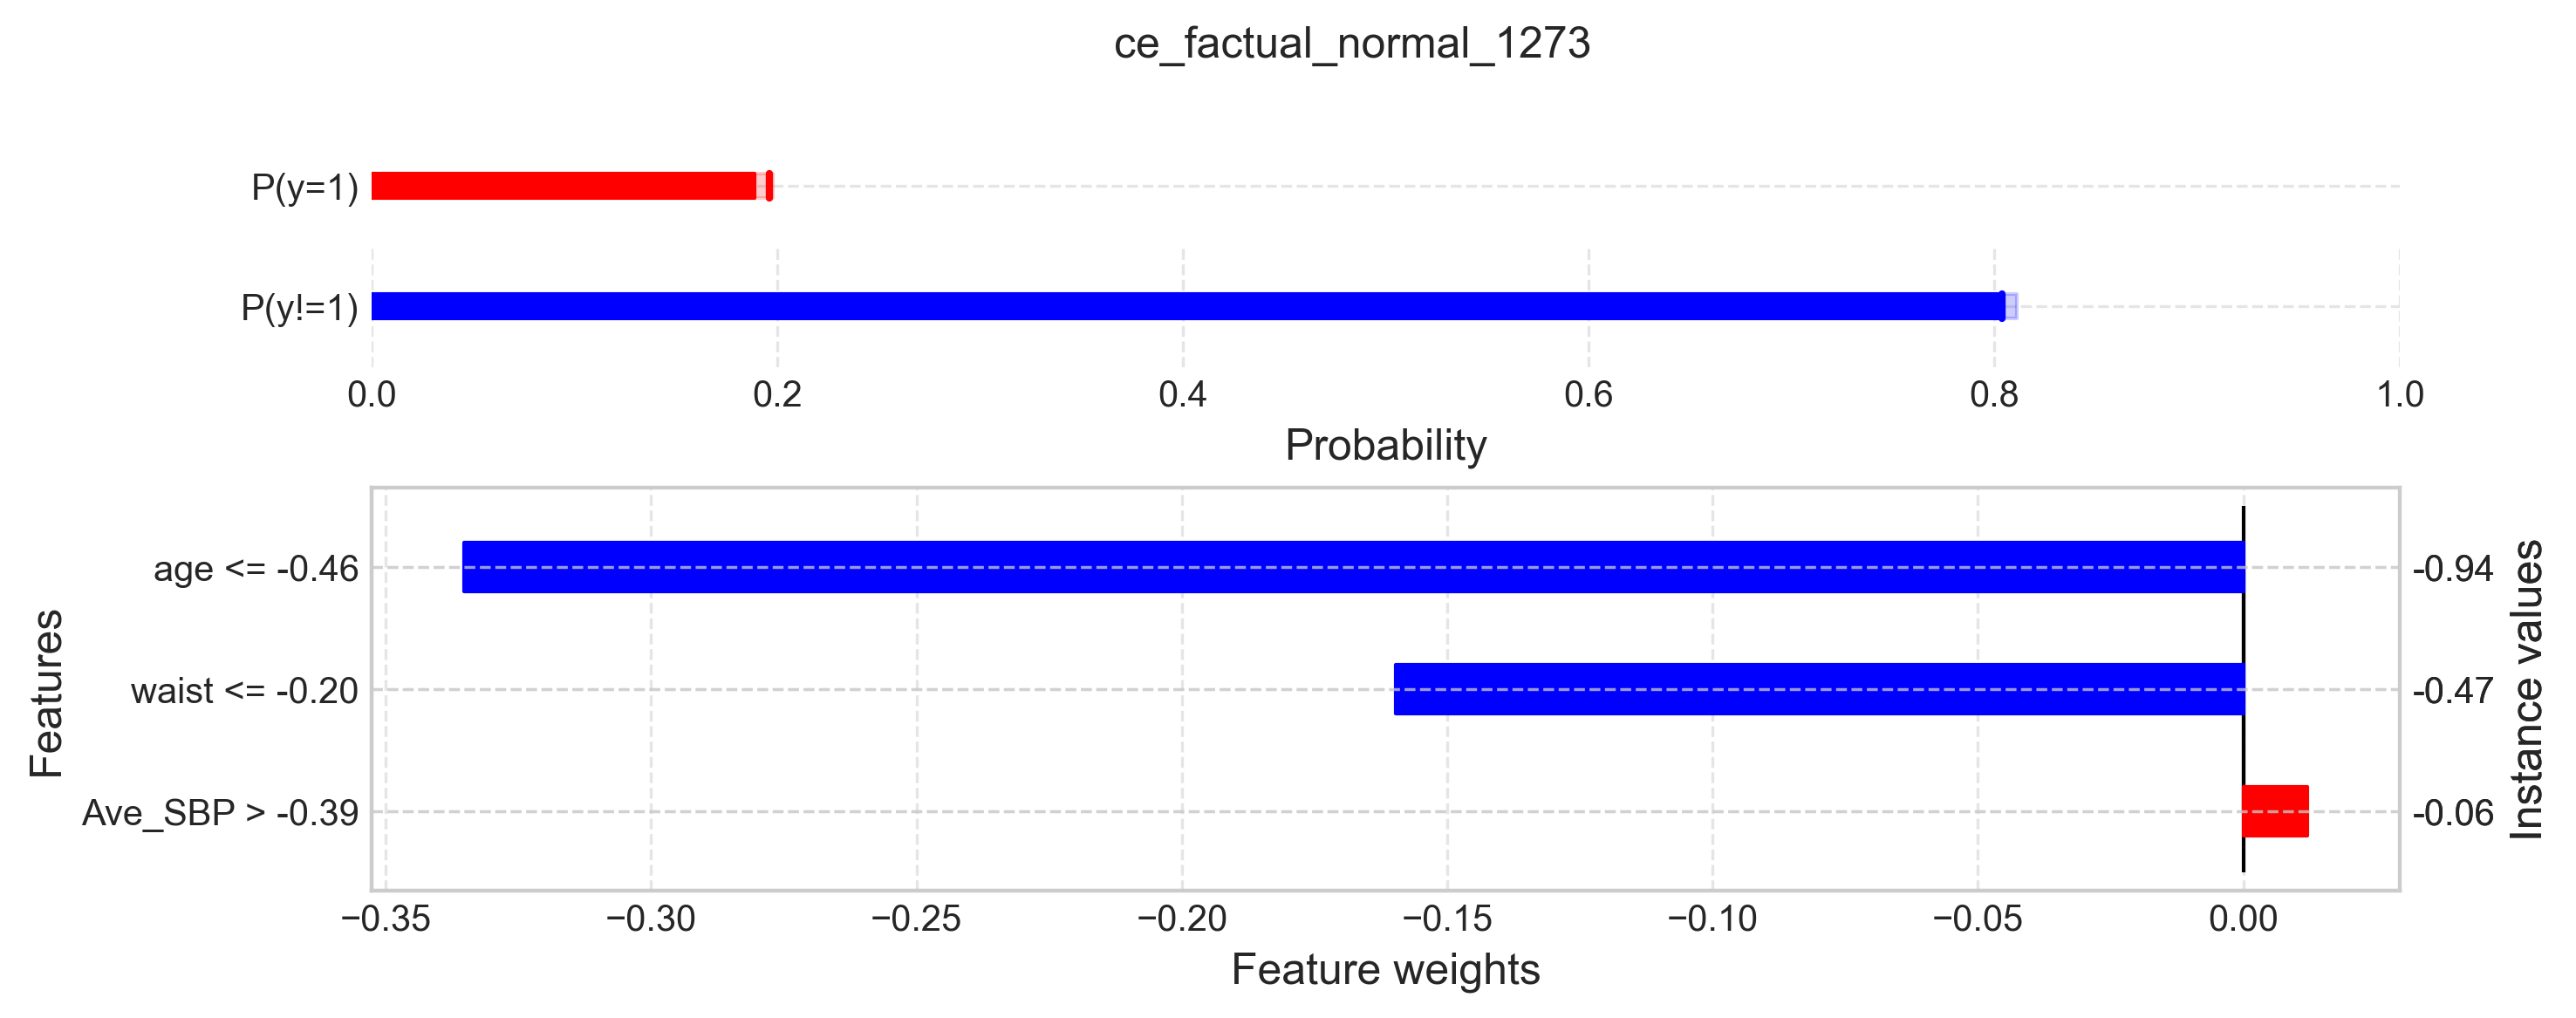 ce_factual_normal_1273
P(y=1)
P(y!=1)
0.0 0.2 0.4 0.6 0.8 1.0
Probability
Features
age <= -0.46
waist <= -0.20
Ave_SBP > -0.39
-0.94
-0.47
-0.06
Instance values
−0.35 −0.30 −0.25 −0.20 −0.15 −0.10 −0.05 0.00
Feature weights